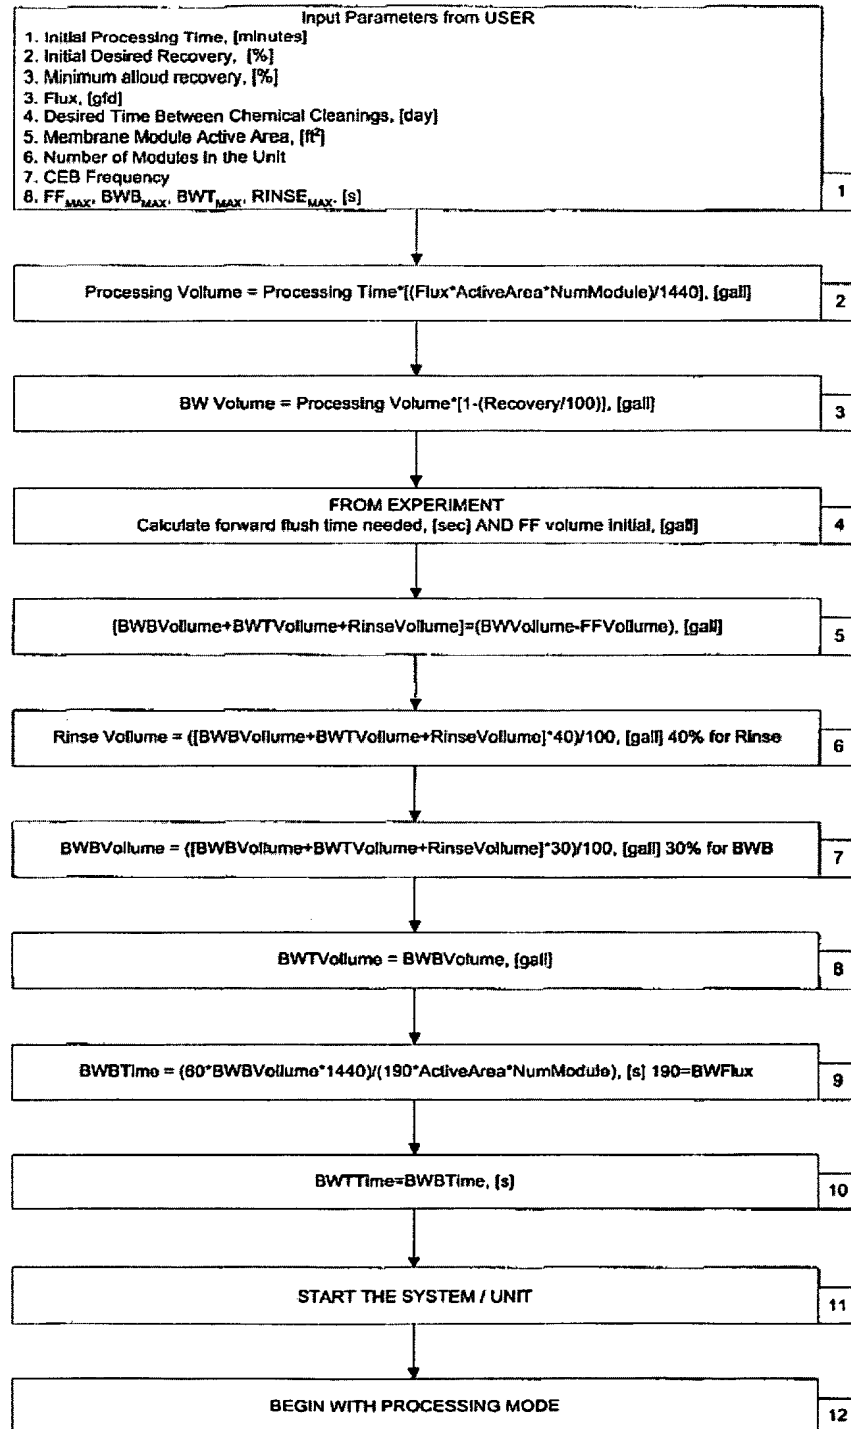 Input Parameters from USER
1. Initial Processing Time, [minutes]
2. Initial Desired Recovery, [%]
3. Minimum alloud recovery, [%]
3. Flux, [gfd]
4. Desired Time Between Chemical Cleanings, [day]
5. Membrane Module Active Area, [ft²]
6. Number of Modules in the Unit
7. CEB Frequency
8. FF_MAX, BWB_MAX, BWT_MAX, RINSE_MAX. [s]
1
Processing Vollume = Processing Time*[(Flux*ActiveArea*NumModule)/1440], [gall]
2
BW Volume = Processing Volume*[1-(Recovery/100)], [gall]
3
FROM EXPERIMENT
Calculate forward flush time needed, [sec] AND FF volume initial, [gall]
4
[BWBVollume+BWTVollume+RinseVollume]=(BWVollume-FFVollume), [gall]
5
Rinse Vollume = ([BWBVollume+BWTVollume+RinseVollume]*40)/100, [gall] 40% for Rinse
6
BWBVollume = ([BWBVollume+BWTVollume+RinseVollume]*30)/100, [gall] 30% for BWB
7
BWTVollume = BWBVolume, [gall]
8
BWBTime = (60*BWBVollume*1440)/(190*ActiveArea*NumModule), [s] 190=BWFlux
9
BWTTime=BWBTime, [s]
10
START THE SYSTEM / UNIT
11
BEGIN WITH PROCESSING MODE
12